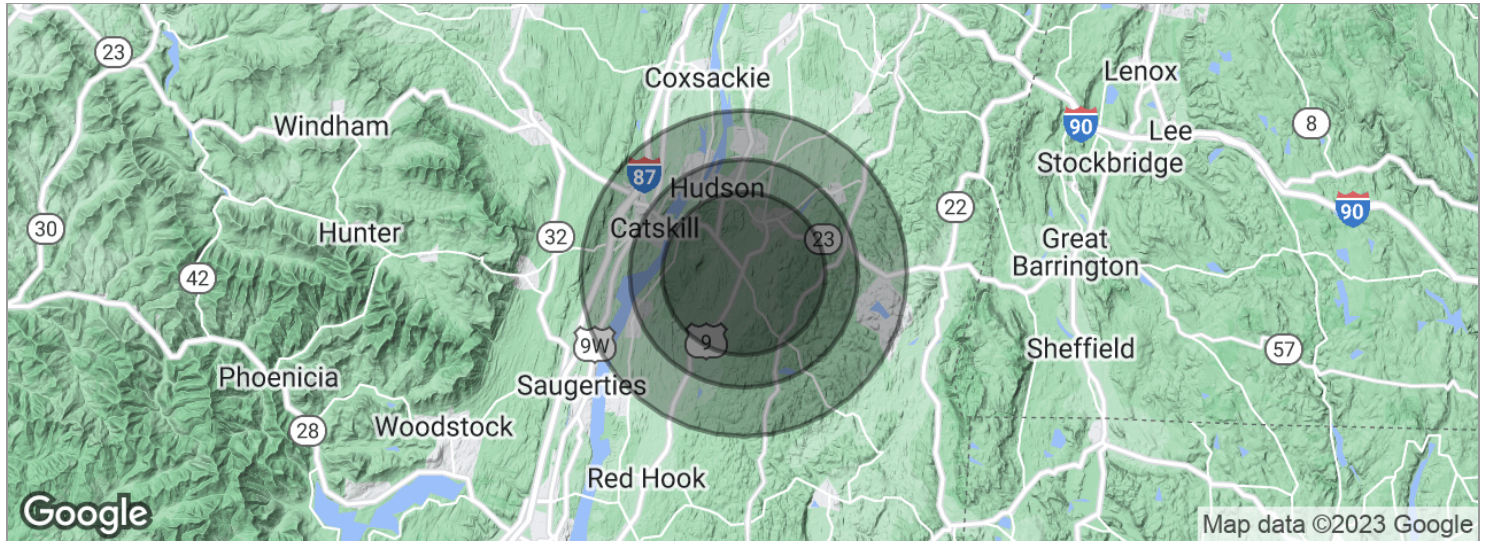 23
Coxsackie
Lenox
Windham
90
Lee
8
Stockbridge
87
Hudson
90
22
30
Catskill
32
23
Hunter
Great
Barrington
42
9W
9
Sheffield
57
Phoenicia
Saugerties
28
Woodstock
Red Hook
Google
Map data ©2023 Google